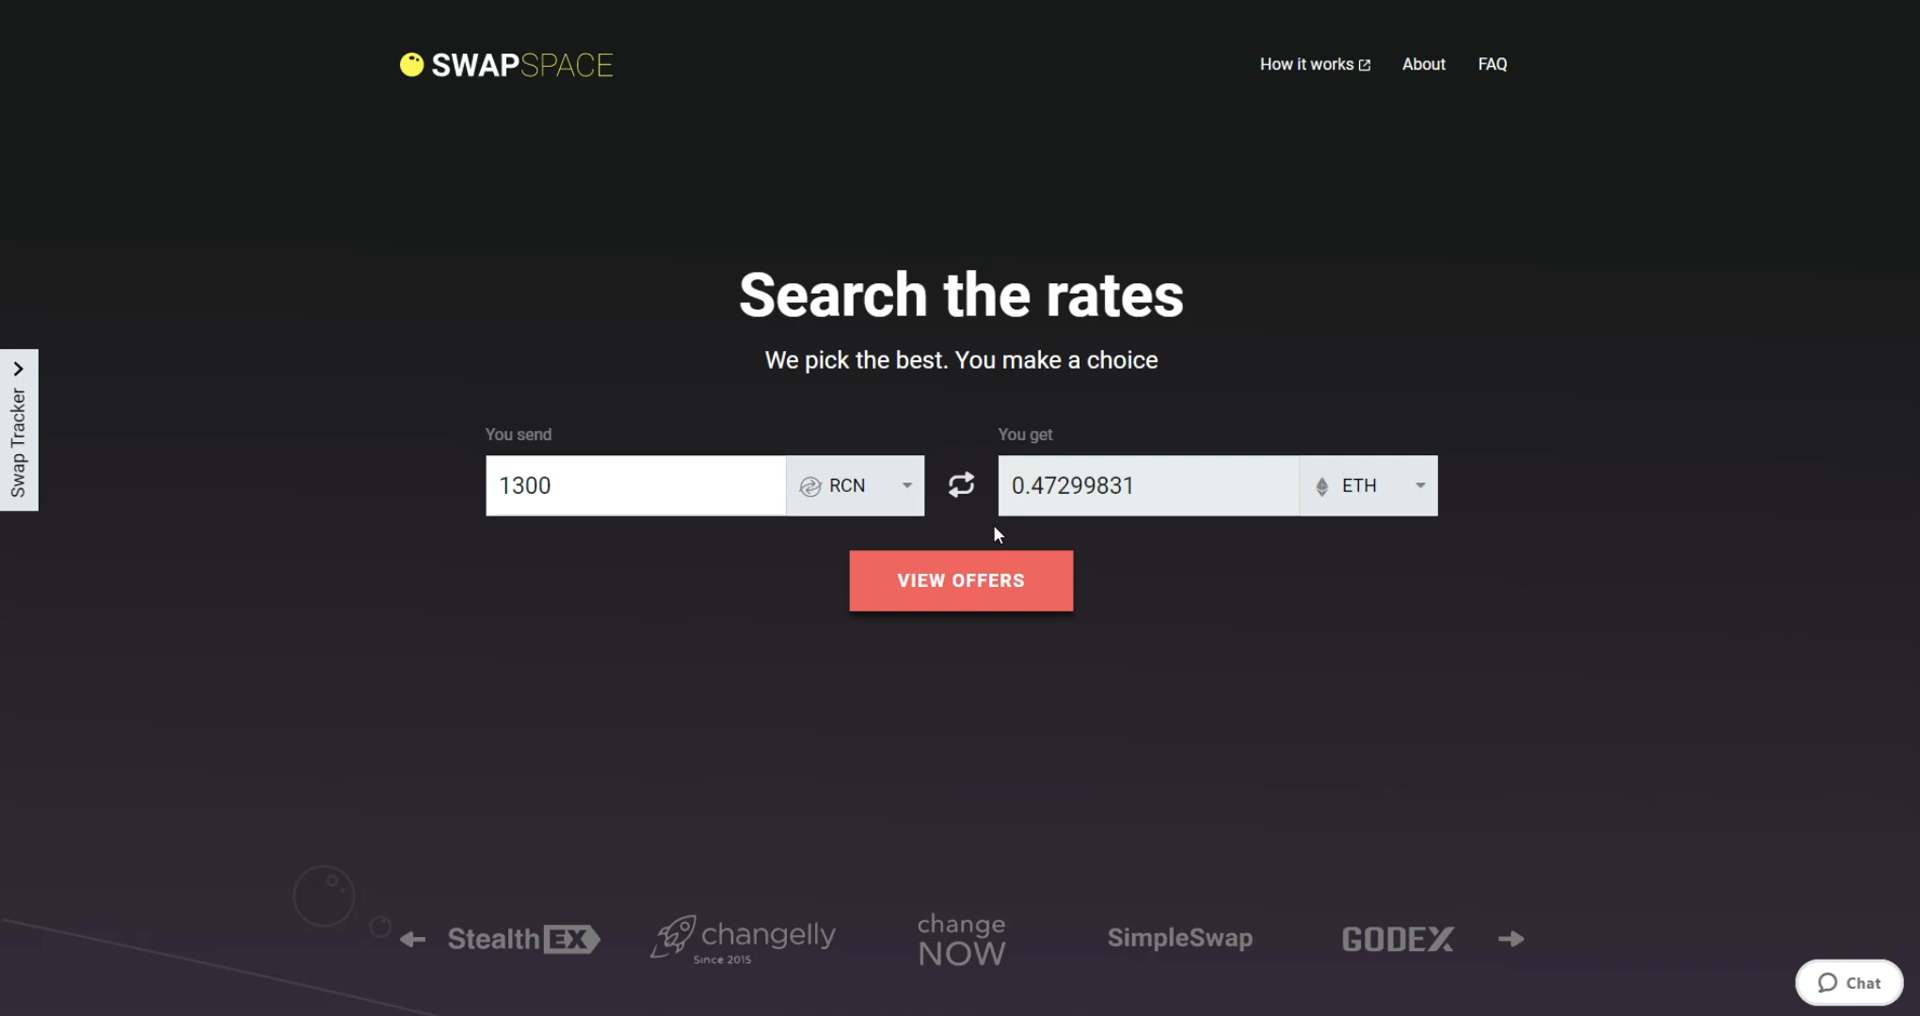 SWAPSPACE
How it works
About
FAQ
Search the rates
We pick the best. You make a choice
Swap Tracker
You send
You get
1300
RCN
0.47299831
ETH
VIEW OFFERS
StealthEX
changelly
Since 2015
change
NOW
SimpleSwap
GODEX
Chat